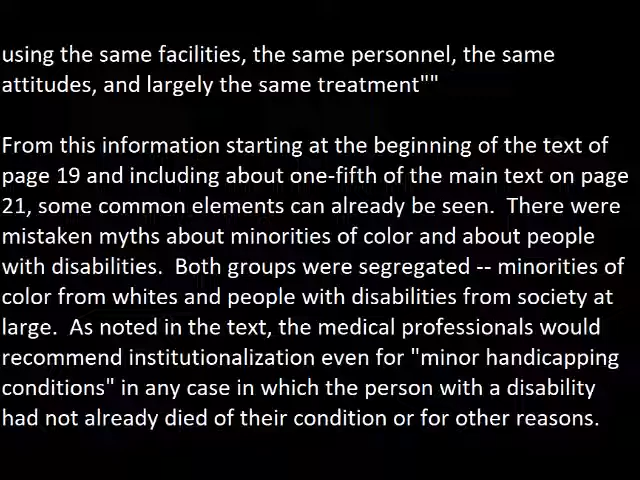 using the same facilities, the same personnel, the same
attitudes, and largely the same treatment""
From this information starting at the beginning of the text of
page 19 and including about one-fifth of the main text on page
21, some common elements can already be seen.  There were
mistaken myths about minorities of color and about people
with disabilities.  Both groups were segregated -- minorities of
color from whites and people with disabilities from society at
large.  As noted in the text, the medical professionals would
recommend institutionalization even for "minor handicapping
conditions" in any case in which the person with a disability
had not already died of their condition or for other reasons.